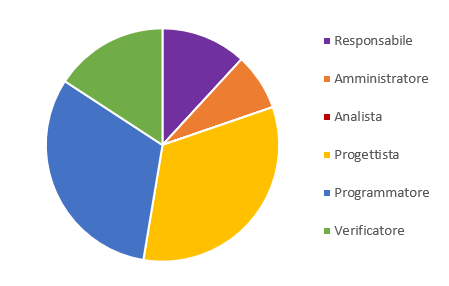 Responsabile
Amministratore
Analista
Progettista
Programmatore
Verificatore